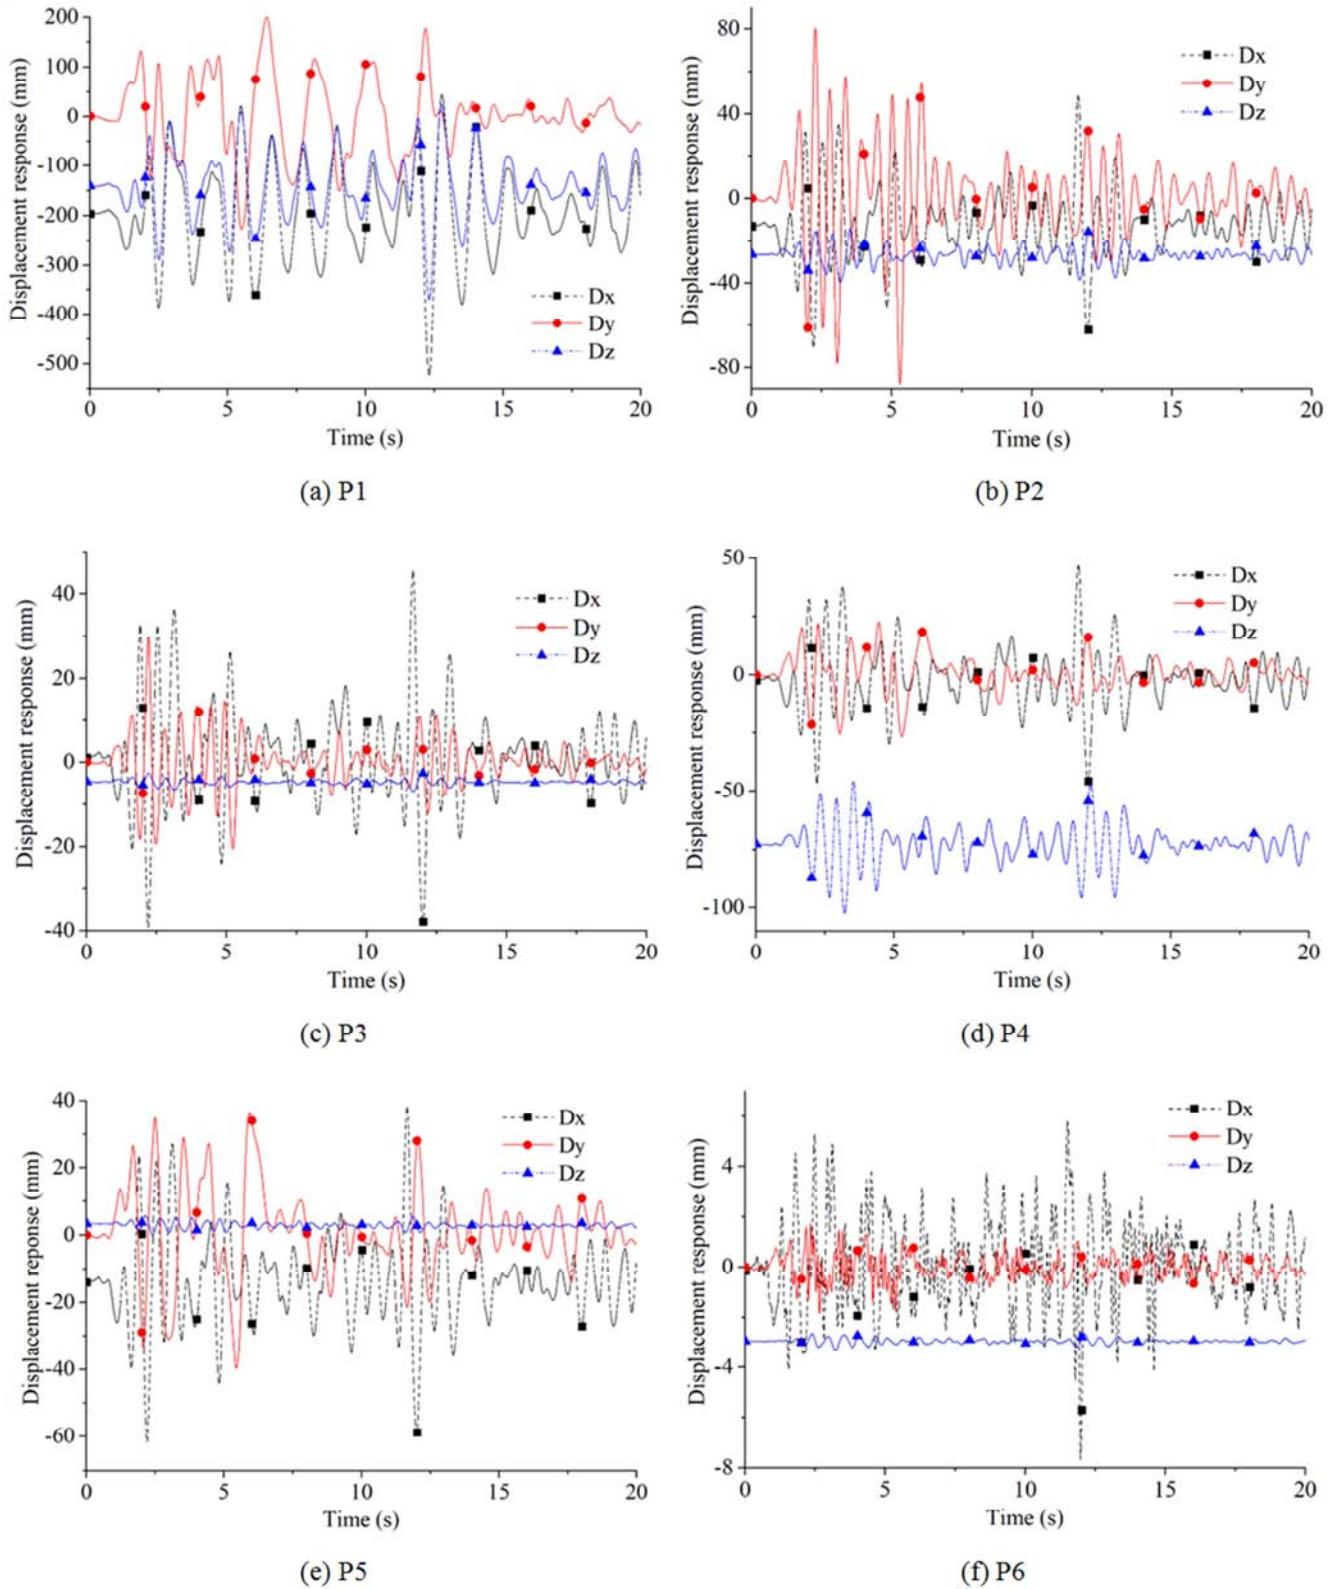 Displacement response (mm)
200
100
0
-100
-200
-300
-400
-500
0 5 10 15 20
Time (s)
Dx
Dy
Dz
(a) P1
Displacement response (mm)
80
40
0
-40
-80
0 5 10 15 20
Time (s)
Dx
Dy
Dz
(b) P2
Displacement response (mm)
40
20
0
-20
-40
0 5 10 15 20
Time (s)
Dx
Dy
Dz
(c) P3
Displacement response (mm)
50
0
-50
-100
0 5 10 15 20
Time (s)
Dx
Dy
Dz
(d) P4
Displacement reponse (mm)
40
20
0
-20
-40
-60
0 5 10 15 20
Time (s)
Dx
Dy
Dz
(e) P5
Displacement response (mm)
4
0
-4
-8
0 5 10 15 20
Time (s)
Dx
Dy
Dz
(f) P6